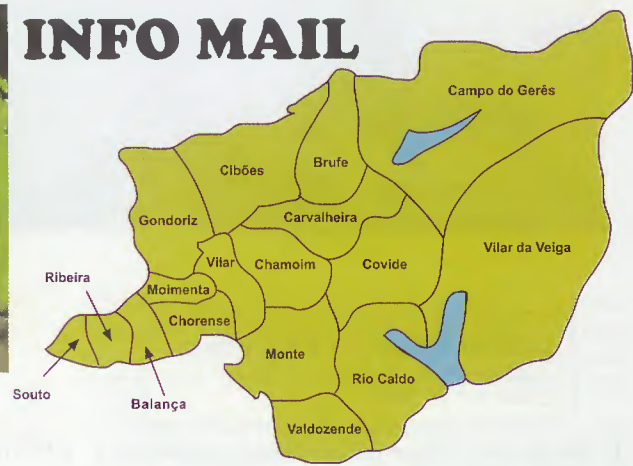 INFO MAIL
Campo do Gerês
Cibões
Brufe
Carvalheira
Gondoriz
Vilar da Veiga
Vilar
Chamoim
Covide
Ribeira
Moimenta
Chorense
Monte
Rio Caldo
Souto
Balança
Valdozende